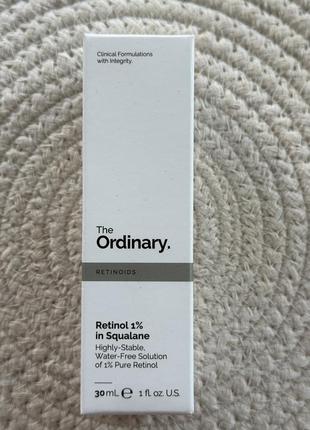 Clinical Formulations
with Integrity.
The
Ordinary.
RETINOIDS
Retinol 1%
in Squalane
Highly-Stable,
Water-Free Solution
of 1% Pure Retinol
30 mL ℮ 1 fl. oz. U.S.